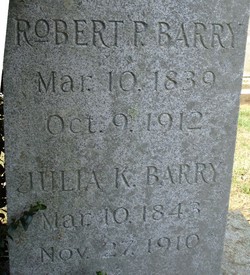 ROBERT P. BARRY
Mar. 10, 1839
Oct. 9, 1912
JULIA K. BARRY
Mar. 10, 1843
Nov. 27, 1910